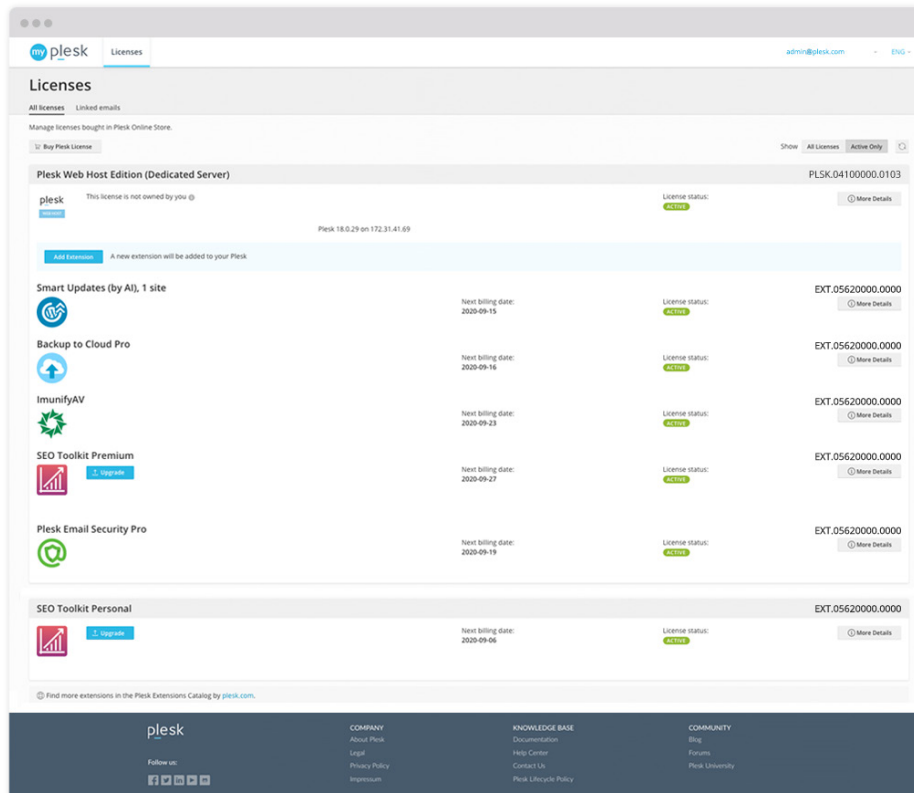 my plesk
Licenses
admin@plesk.com
ENG
Licenses
All licenses Linked emails
Manage licenses bought in Plesk Online Store.
Buy Plesk License
Show All Licenses Active Only
Plesk Web Host Edition (Dedicated Server) PLSK.04100000.0103
plesk
WEB HOST
This license is not owned by you
License status:
ACTIVE
More Details
Plesk 18.0.29 on 172.31.41.69
Add Extension A new extension will be added to your Plesk
Smart Updates (by AI), 1 site EXT.05620000.0000
Next billing date: License status: More Details
2020-09-15 ACTIVE
Backup to Cloud Pro EXT.05620000.0000
Next billing date: License status: More Details
2020-09-16 ACTIVE
ImunifyAV EXT.05620000.0000
Next billing date: License status: More Details
2020-09-23 ACTIVE
SEO Toolkit Premium EXT.05620000.0000
Upgrade Next billing date: License status: More Details
2020-09-27 ACTIVE
Plesk Email Security Pro EXT.05620000.0000
Next billing date: License status: More Details
2020-09-19 ACTIVE
SEO Toolkit Personal EXT.05620000.0000
Upgrade Next billing date: License status: More Details
2020-09-06 ACTIVE
Find more extensions in the Plesk Extensions Catalog by plesk.com.
plesk
Follow us:
COMPANY
About Plesk
Legal
Privacy Policy
Impressum
KNOWLEDGE BASE
Documentation
Help Center
Contact Us
Plesk Lifecycle Policy
COMMUNITY
Blog
Forums
Plesk University